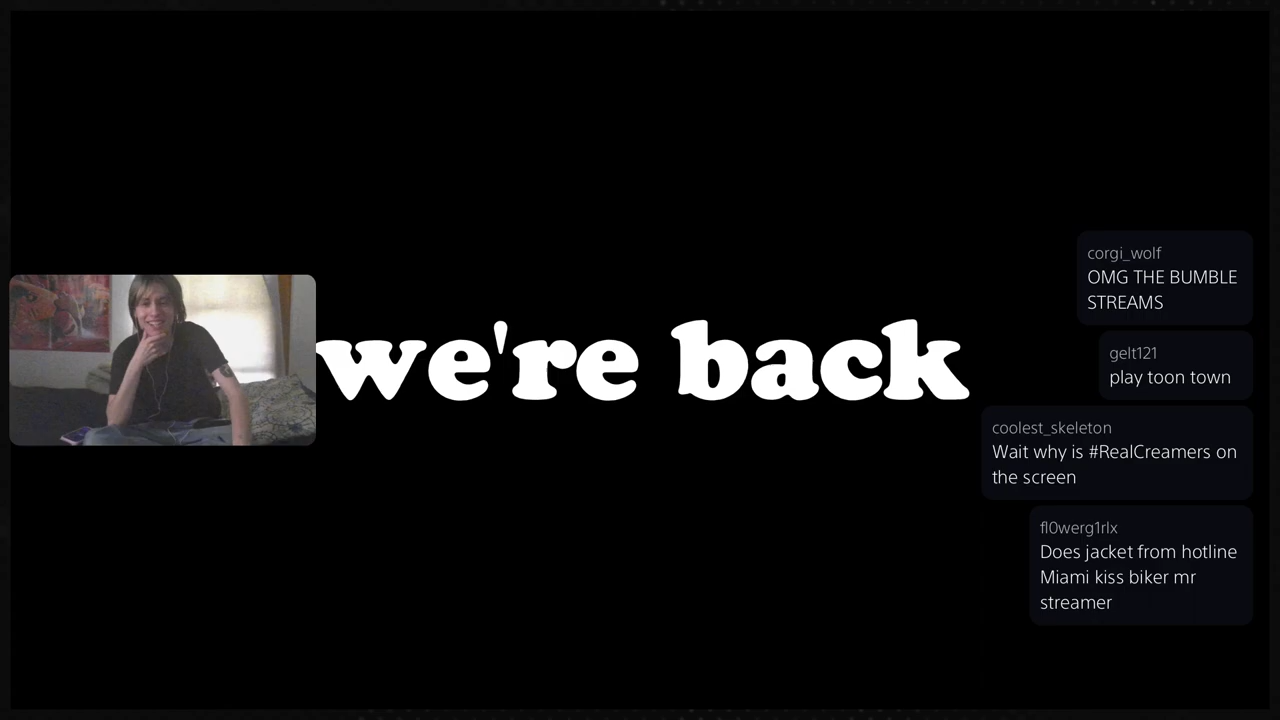 we're back
corgi_wolf
OMG THE BUMBLE
STREAMS
gelt121
play toon town
coolest_skeleton
Wait why is #RealCreamers on
the screen
fl0werg1rlx
Does jacket from hotline
Miami kiss biker mr
streamer